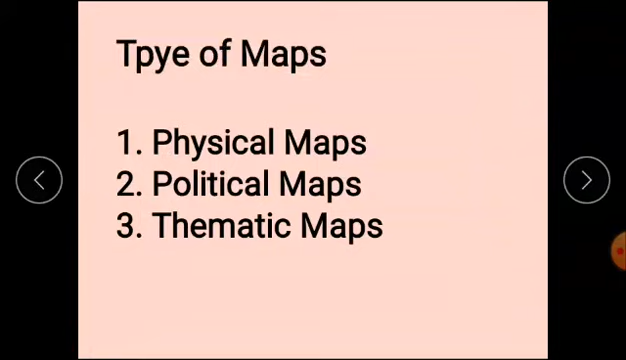 Tpye of Maps
1. Physical Maps
2. Political Maps
3. Thematic Maps